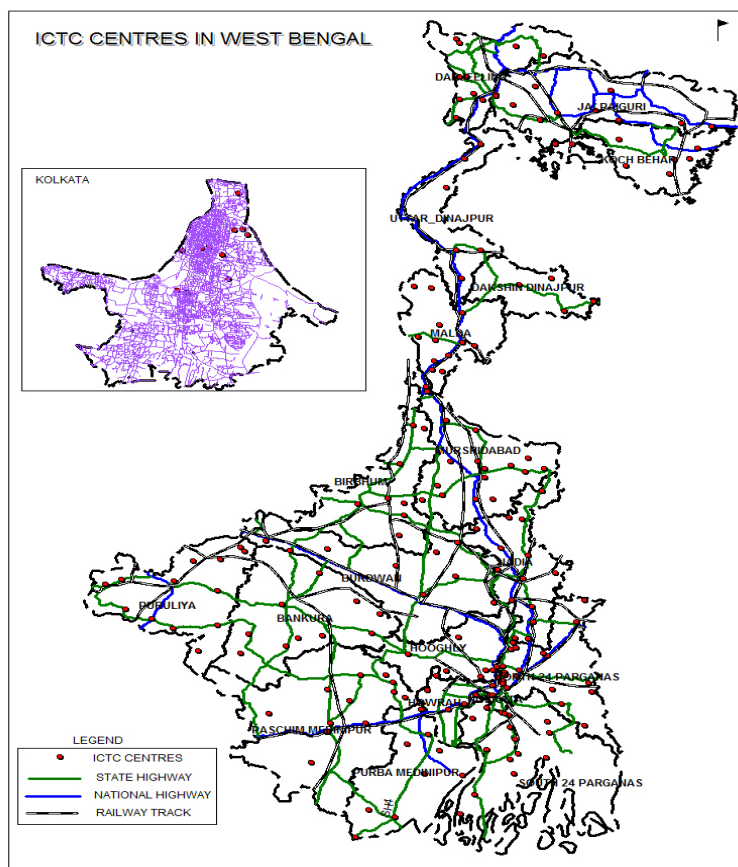 ICTC CENTRES IN WEST BENGAL
DARJEELING
JALPAIGURI
KOCH BEHAR
KOLKATA
UTTAR_DINAJPUR
DAKSHIN DINAJPUR
MALDA
MURSHIDABAD
BIRBHUM
NADIA
BURDWAN
PURULIYA
BANKURA
HOOGHLY
NORTH 24 PARGANAS
HOWRAH
PASCHIM MEDINIPUR
PURBA MEDINIPUR
SOUTH 24 PARGANAS
SH4
LEGEND
ICTC CENTRES
STATE HIGHWAY
NATIONAL HIGHWAY
RAILWAY TRACK